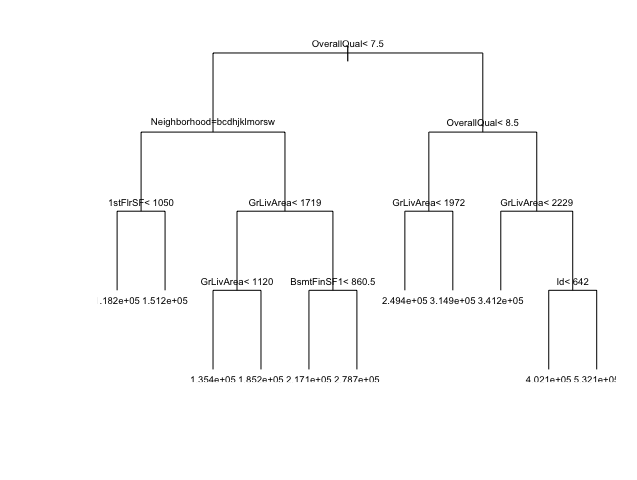 OverallQual< 7.5
Neighborhood=bcdhjklmorsw
OverallQual< 8.5
1stFlrSF< 1050
GrLivArea< 1719
GrLivArea< 1972
GrLivArea< 2229
GrLivArea< 1120
BsmtFinSF1< 860.5
Id< 642
.182e+05 1.512e+05
2.494e+05 3.149e+05 3.412e+05
1.354e+05 1.852e+05 2.171e+05 2.787e+05
4.021e+05 5.321e+05